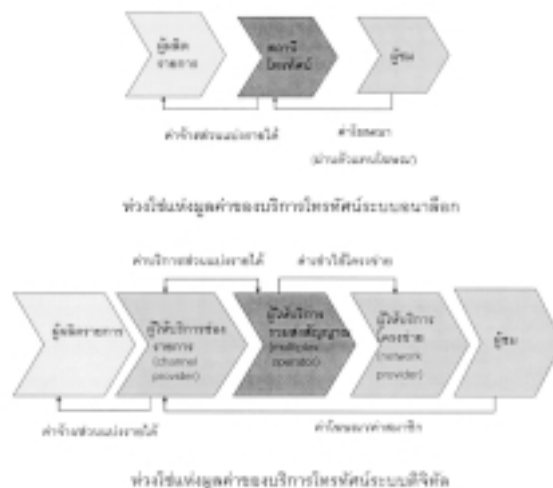 ผู้ผลิต
รายการ
สถานี
โทรทัศน์
ผู้ชม
ค่าจ้าง/ส่วนแบ่งรายได้
ค่าโฆษณา
(ผ่านตัวแทนโฆษณา)
ห่วงโซ่แห่งมูลค่าของบริการโทรทัศน์ระบบอนาล็อก
ค่าบริการ/ส่วนแบ่งรายได้
ค่าเช่าใช้โครงข่าย
ผู้ผลิตรายการ
ผู้ให้บริการช่อง
รายการ
(channel
provider)
ผู้ให้บริการ
รวมส่งสัญญาณ
(multiplex
operator)
ผู้ให้บริการ
โครงข่าย
(network
provider)
ผู้ชม
ค่าจ้าง/ส่วนแบ่งรายได้
ค่าโฆษณา/ค่าสมาชิก
ห่วงโซ่แห่งมูลค่าของบริการโทรทัศน์ระบบดิจิทัล